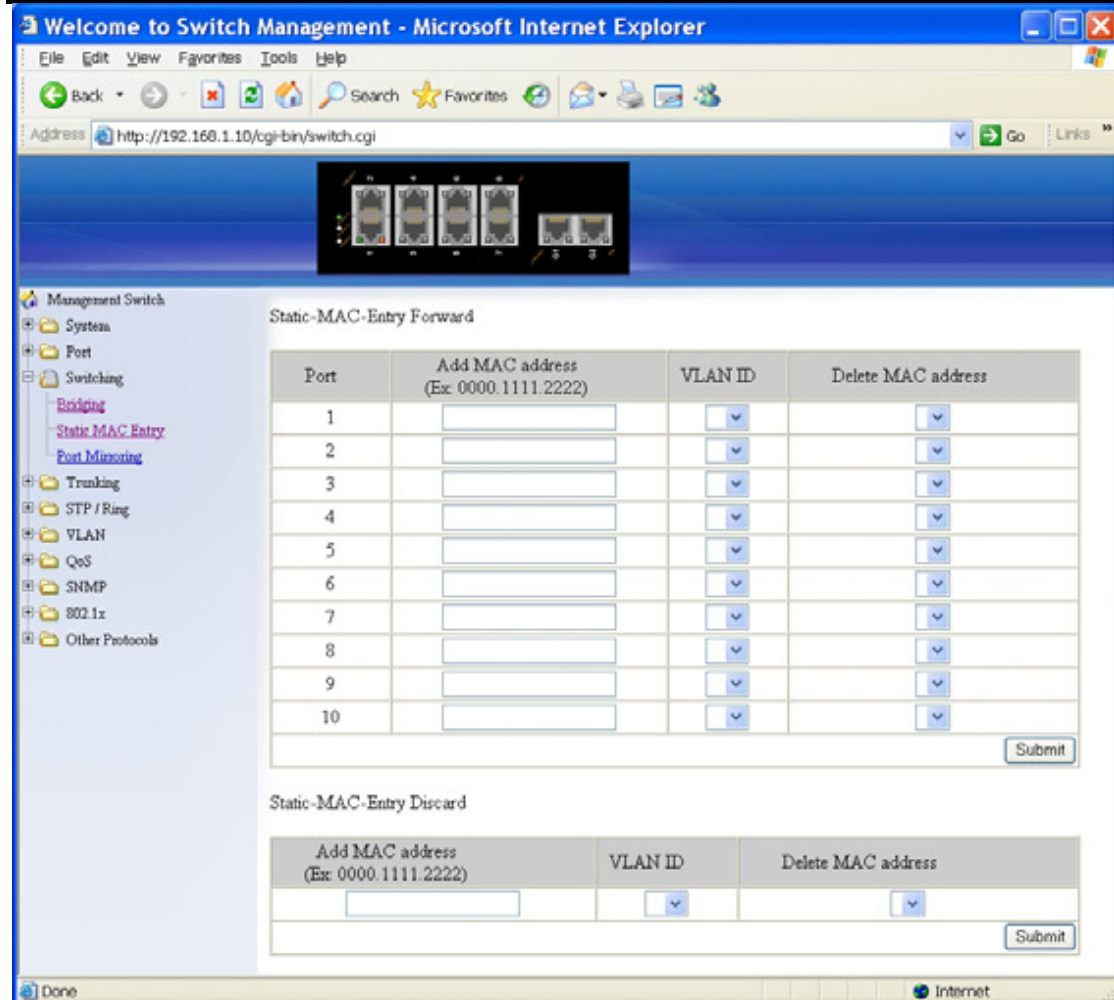 Welcome to Switch Management - Microsoft Internet Explorer
File Edit View Favorites Tools Help
Back Search Favorites
Address http://192.168.1.10/cgi-bin/switch.cgi Go Links »
Management Switch
System
Port
Switching
Bridging
Static MAC Entry
Port Mirroring
Trunking
STP / Ring
VLAN
QoS
SNMP
802.1x
Other Protocols
Static-MAC-Entry Forward
Port Add MAC address (Ex: 0000.1111.2222) VLAN ID Delete MAC address
1
2
3
4
5
6
7
8
9
10
Submit
Static-MAC-Entry Discard
Add MAC address (Ex: 0000.1111.2222) VLAN ID Delete MAC address
Submit
Done Internet